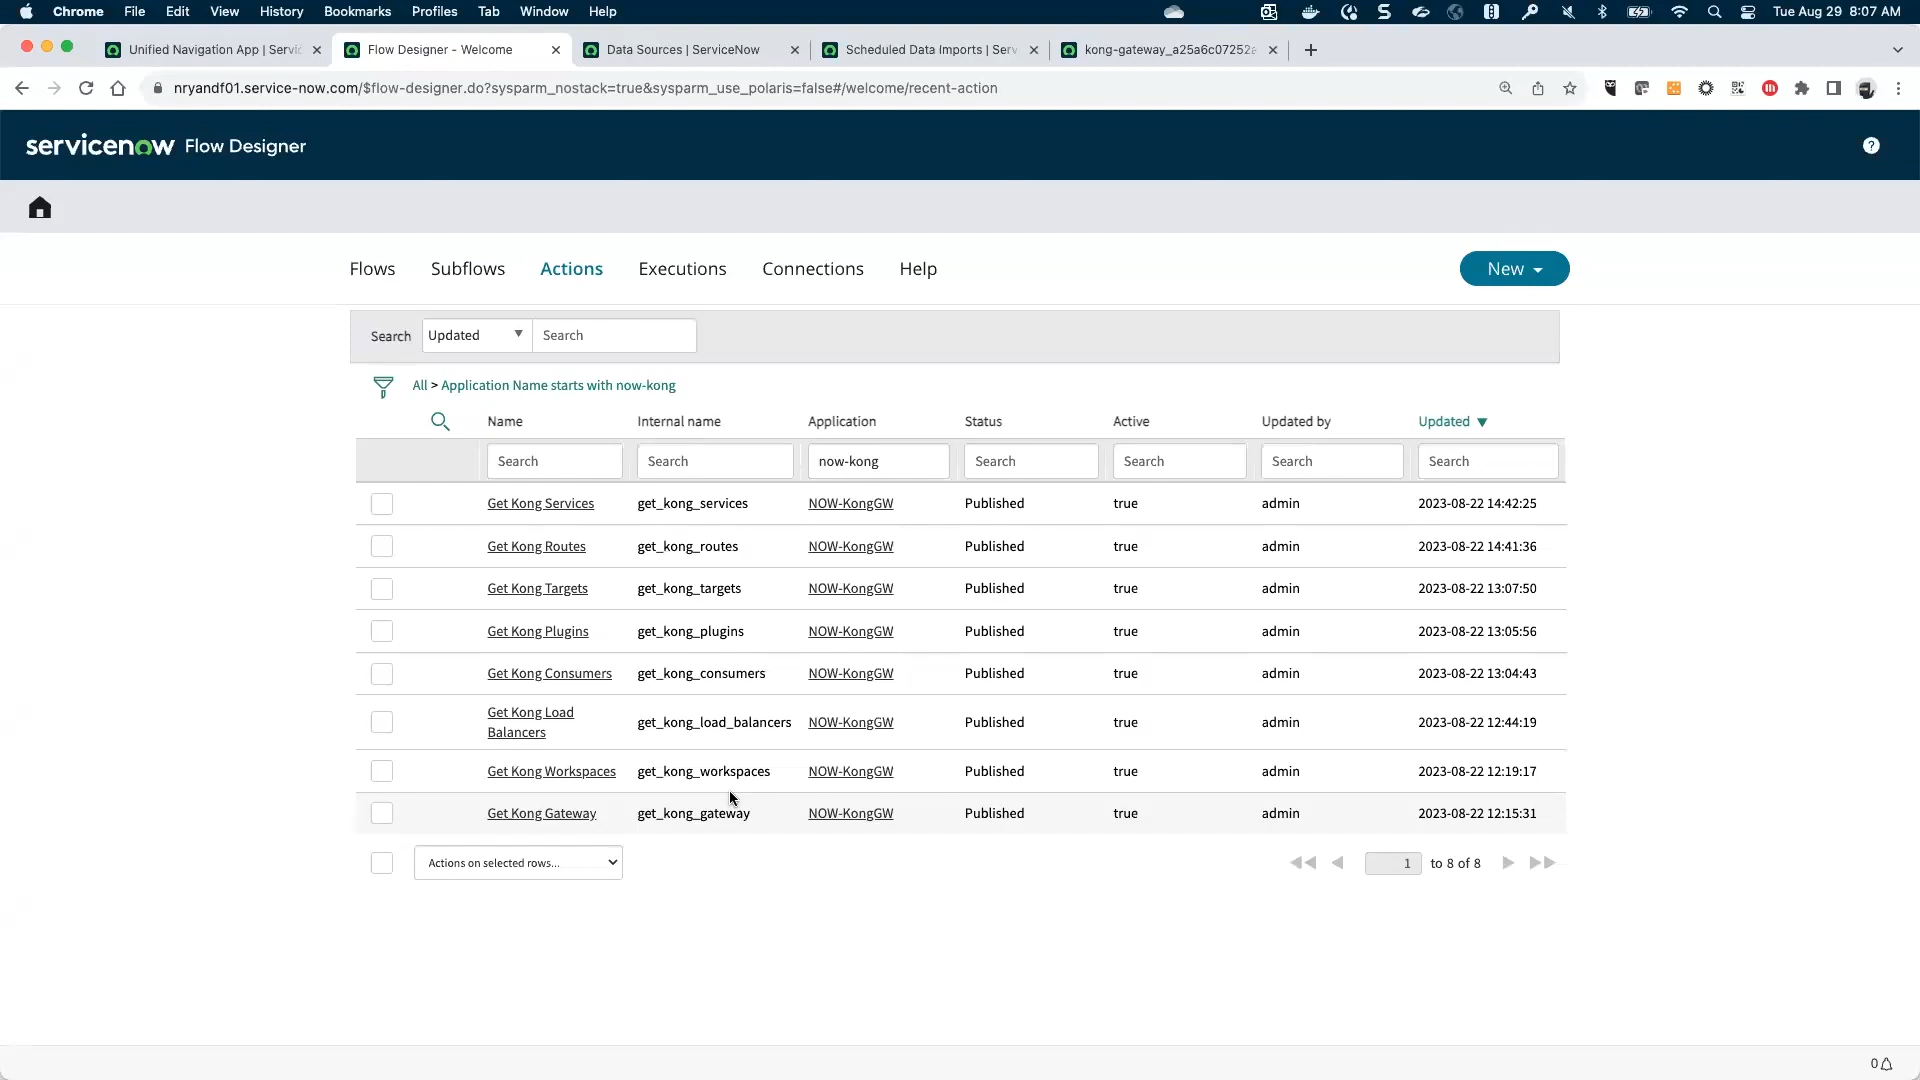 Chrome File Edit View History Bookmarks Profiles Tab Window Help Tue Aug 29 8:07 AM
Unified Navigation App | Servic Flow Designer - Welcome Data Sources | ServiceNow Scheduled Data Imports | Serv kong-gateway_a25a6c07252a
nryandf01.service-now.com/$flow-designer.do?sysparm_nostack=true&sysparm_use_polaris=false#/welcome/recent-action
servicenow Flow Designer
Flows Subflows Actions Executions Connections Help New
Search Updated Search
All > Application Name starts with now-kong
Name Internal name Application Status Active Updated by Updated
Search Search now-kong Search Search Search Search
Get Kong Services get_kong_services NOW-KongGW Published true admin 2023-08-22 14:42:25
Get Kong Routes get_kong_routes NOW-KongGW Published true admin 2023-08-22 14:41:36
Get Kong Targets get_kong_targets NOW-KongGW Published true admin 2023-08-22 13:07:50
Get Kong Plugins get_kong_plugins NOW-KongGW Published true admin 2023-08-22 13:05:56
Get Kong Consumers get_kong_consumers NOW-KongGW Published true admin 2023-08-22 13:04:43
Get Kong Load
Balancers get_kong_load_balancers NOW-KongGW Published true admin 2023-08-22 12:44:19
Get Kong Workspaces get_kong_workspaces NOW-KongGW Published true admin 2023-08-22 12:19:17
Get Kong Gateway get_kong_gateway NOW-KongGW Published true admin 2023-08-22 12:15:31
Actions on selected rows... 1 to 8 of 8
0